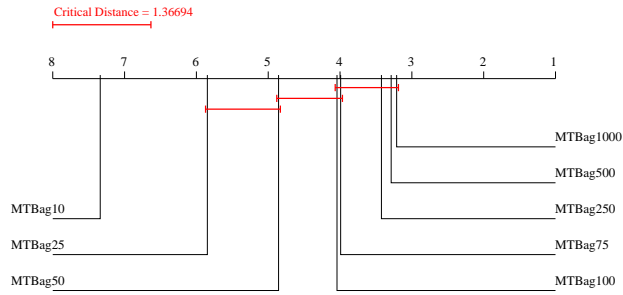 Critical Distance = 1.36694
8 7 6 5 4 3 2 1
MTBag1000
MTBag500
MTBag10 MTBag250
MTBag25 MTBag75
MTBag50 MTBag100